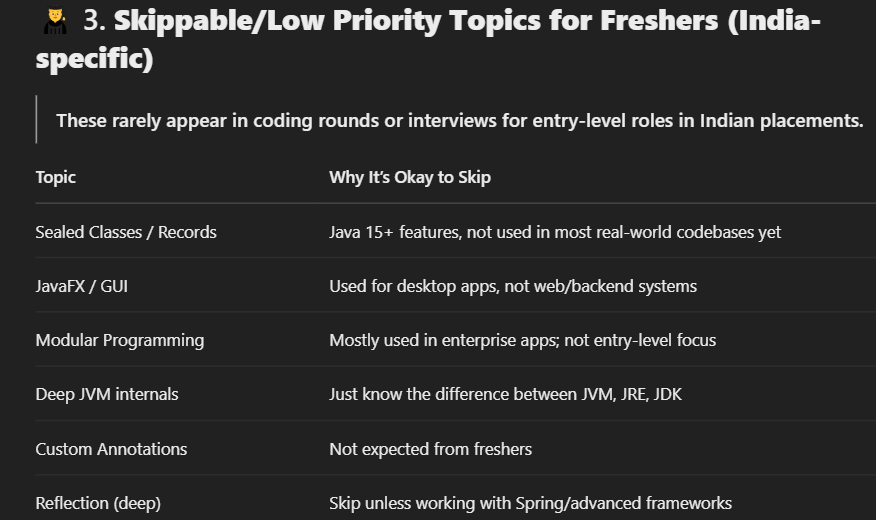 3. Skippable/Low Priority Topics for Freshers (India-
specific)
These rarely appear in coding rounds or interviews for entry-level roles in Indian placements.
Topic Why It's Okay to Skip
Sealed Classes / Records Java 15+ features, not used in most real-world codebases yet
JavaFX / GUI Used for desktop apps, not web/backend systems
Modular Programming Mostly used in enterprise apps; not entry-level focus
Deep JVM internals Just know the difference between JVM, JRE, JDK
Custom Annotations Not expected from freshers
Reflection (deep) Skip unless working with Spring/advanced frameworks